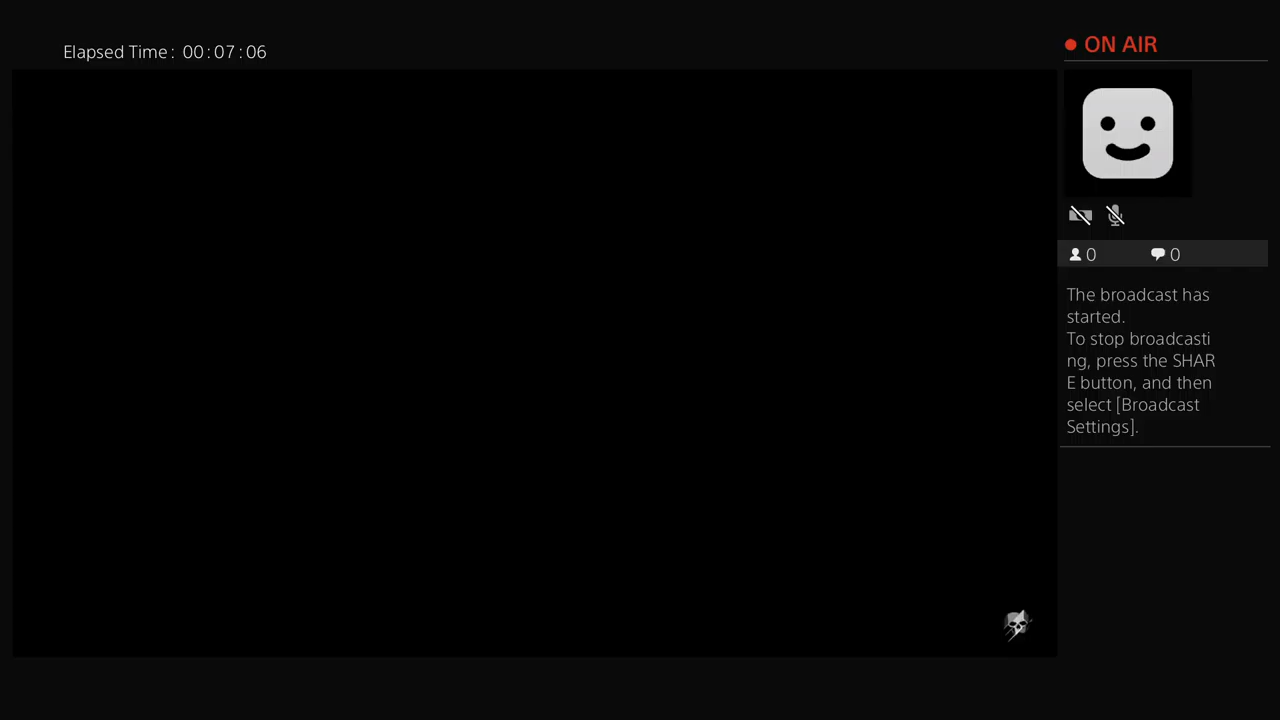 Elapsed Time: 00:07:06
ON AIR
0 0
The broadcast has
started.
To stop broadcasti
ng, press the SHAR
E button, and then
select [Broadcast
Settings].